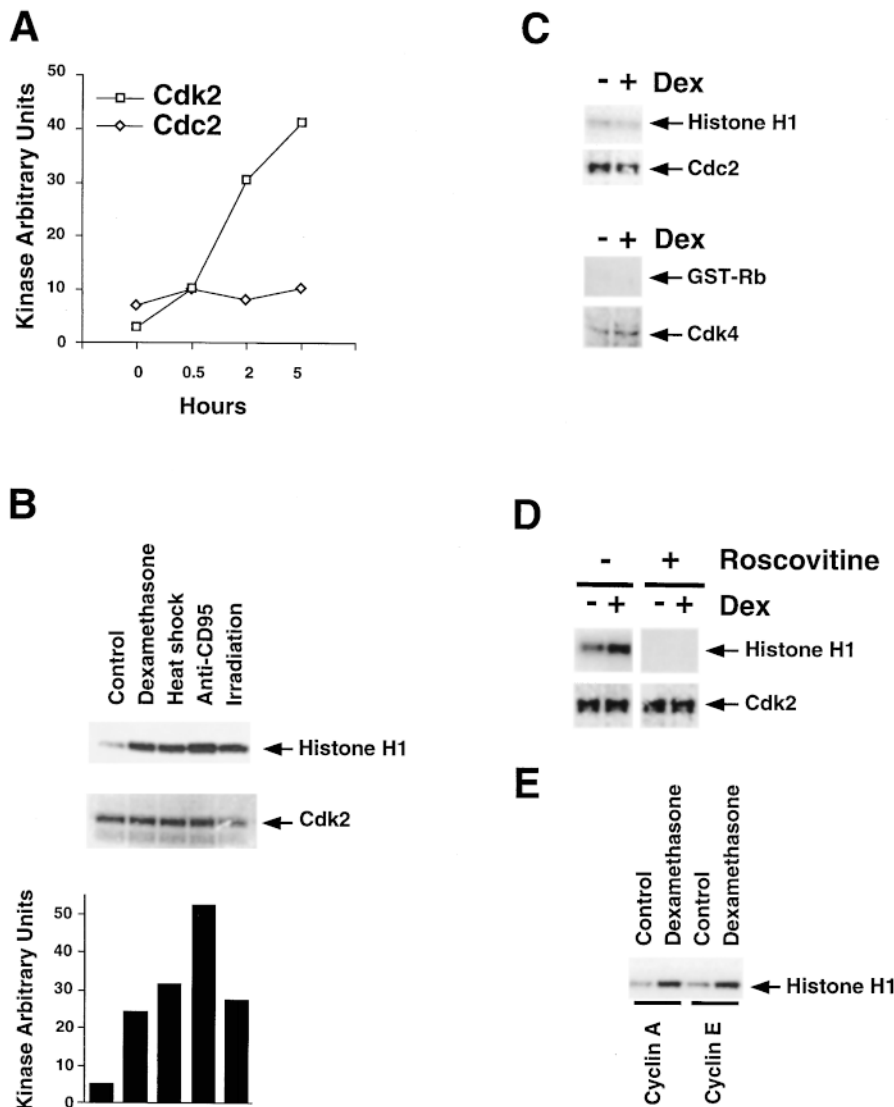 A
Kinase Arbitrary Units
50
40
30
20
10
0
Cdk2
Cdc2
0 0.5 2 5
Hours
B
Control
Dexamethasone
Heat shock
Anti-CD95
Irradiation
Histone H1
Cdk2
Kinase Arbitrary Units
50
40
30
20
10
0
C
- + Dex
Histone H1
Cdc2
- + Dex
GST-Rb
Cdk4
D
- + Roscovitine
- + - + Dex
Histone H1
Cdk2
E
Control
Dexamethasone
Control
Dexamethasone
Histone H1
Cyclin A
Cyclin E